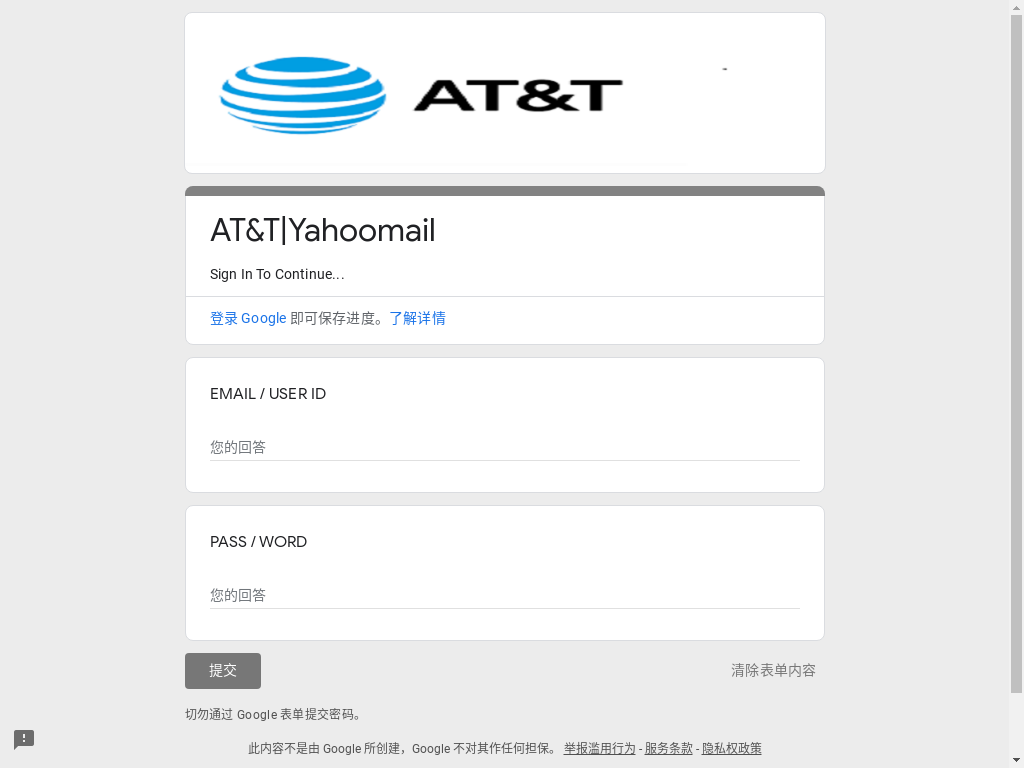 AT&T
AT&T|Yahoomail
Sign In To Continue...
登录 Google 即可保存进度。了解详情
EMAIL / USER ID
您的回答
PASS / WORD
您的回答
提交
清除表单内容
切勿通过 Google 表单提交密码。
此内容不是由 Google 所创建，Google 不对其作任何担保。 举报滥用行为 - 服务条款 - 隐私权政策